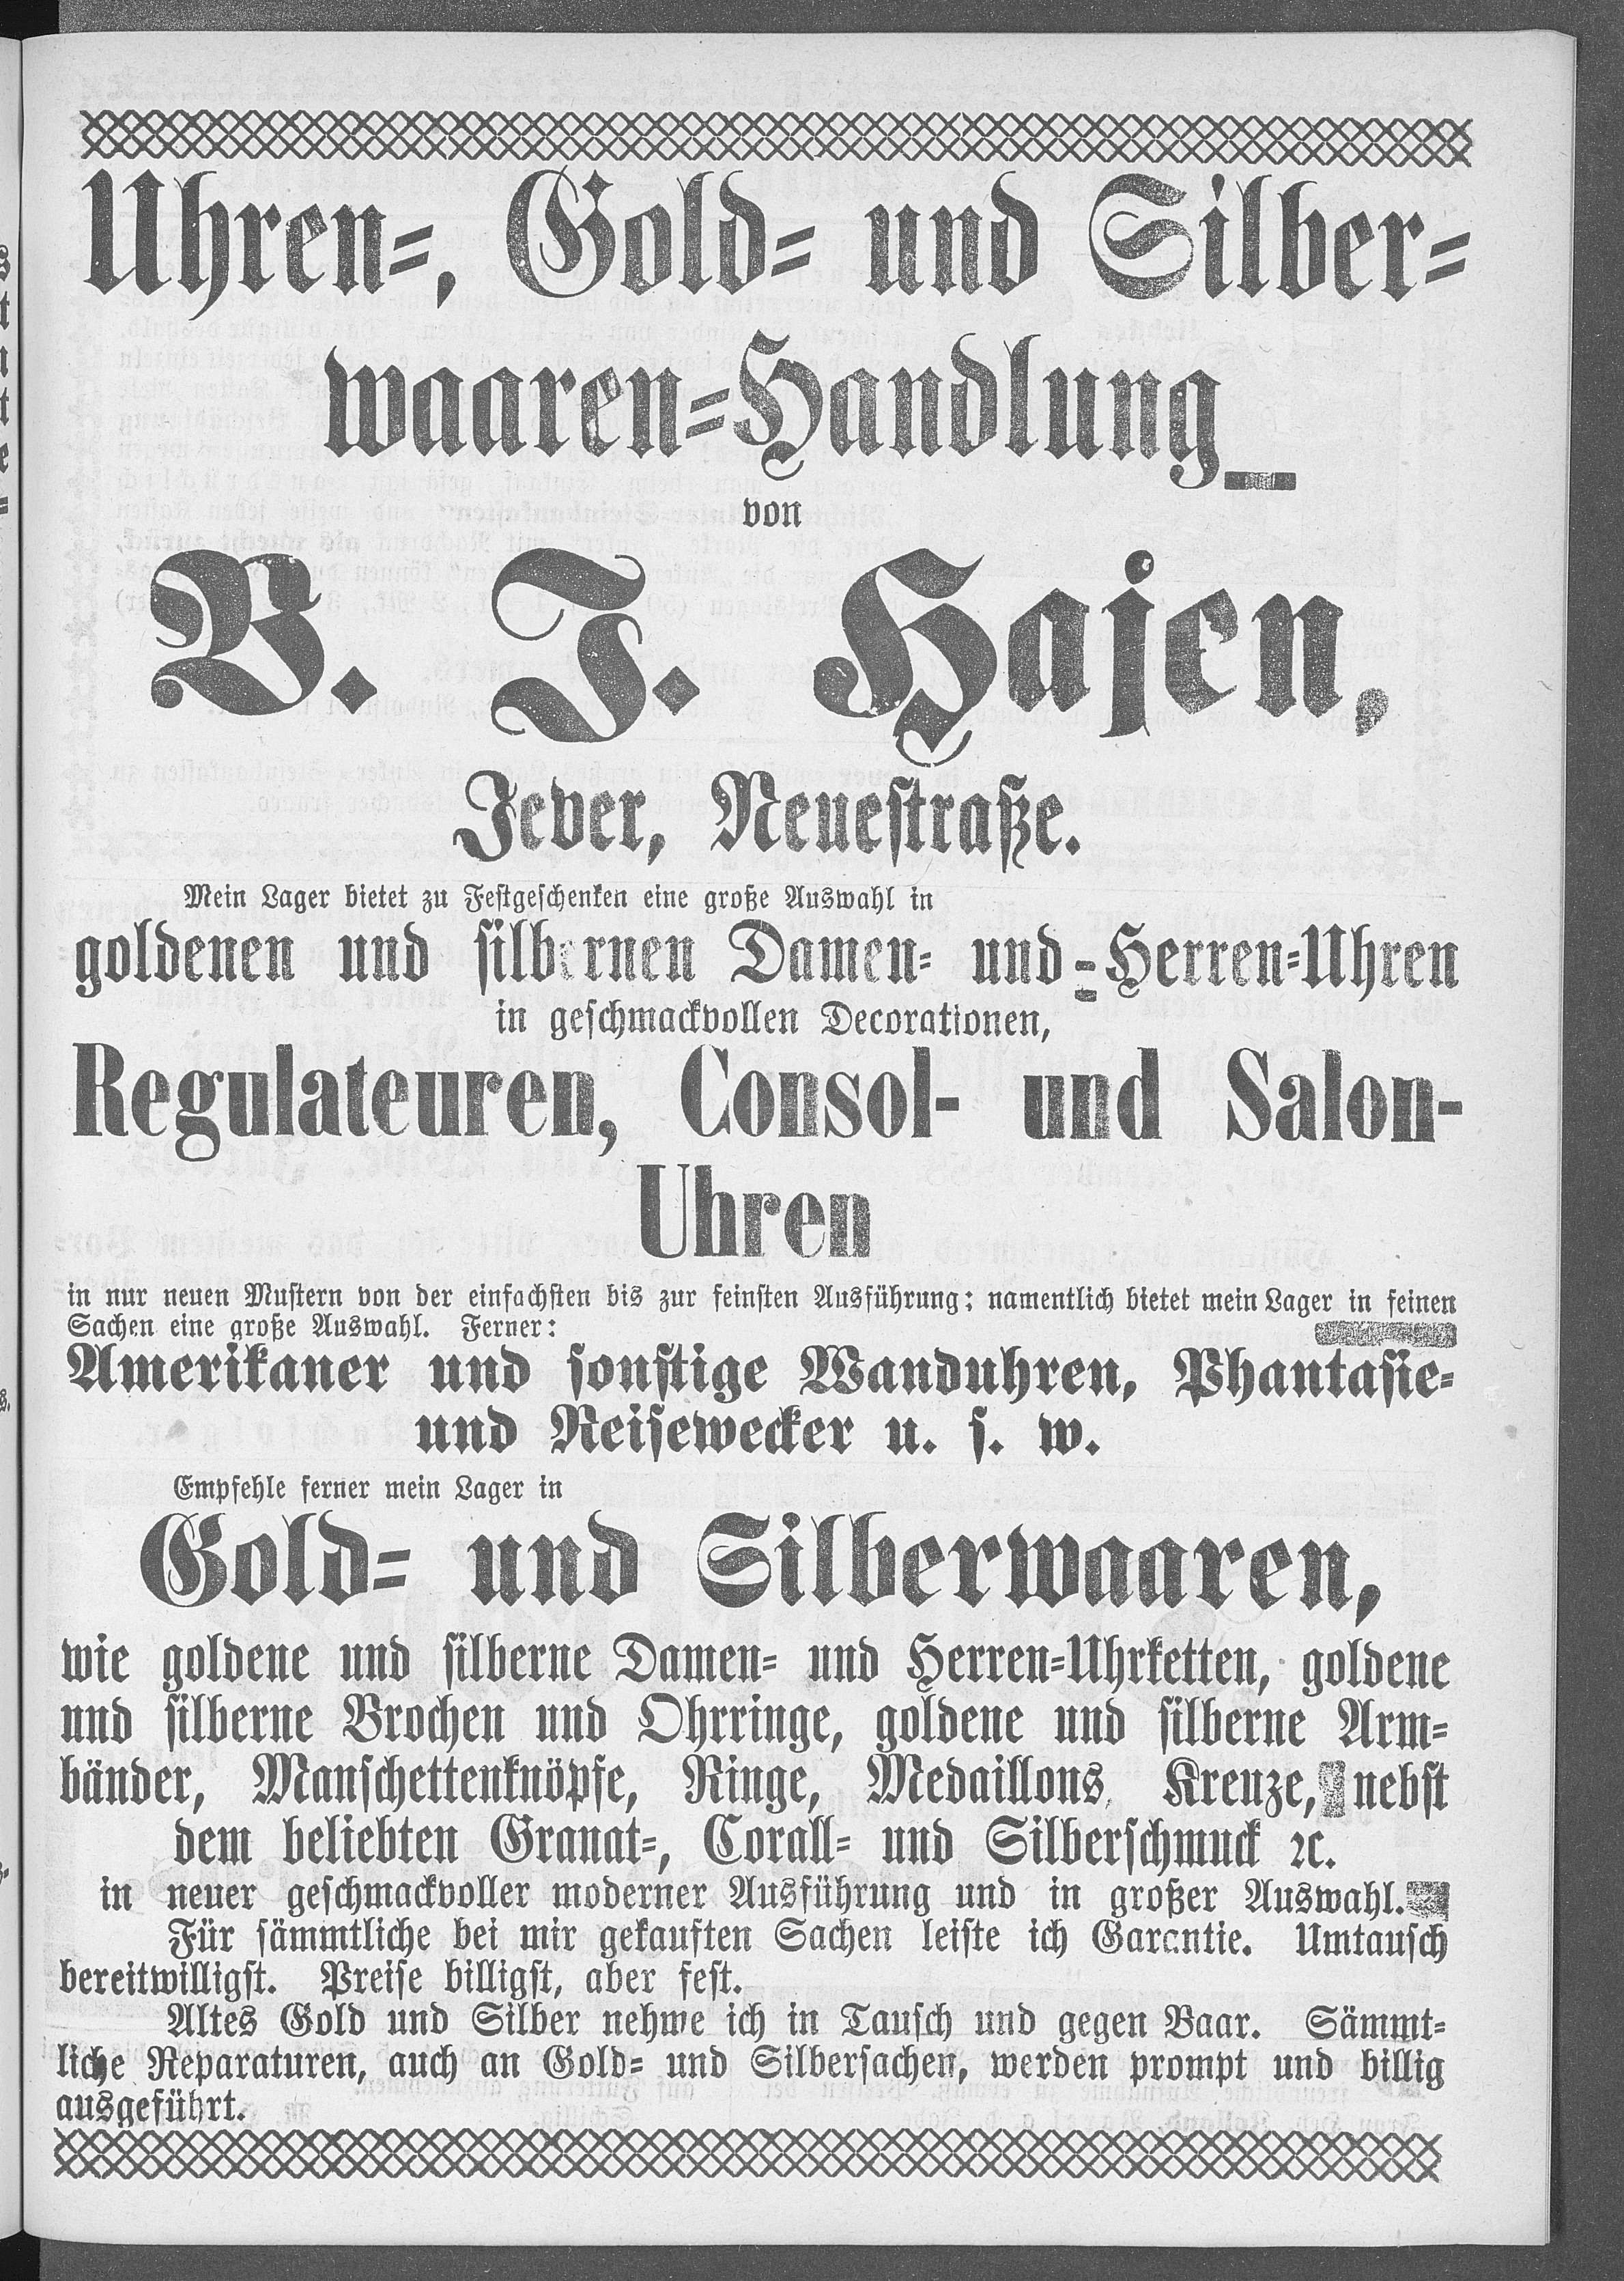 Uhren-, Gold- und Silber-
waaren-Handlung
von
B. J. Hajen,
Jever, Neuestraße.
Mein Lager bietet zu Festgeschenken eine große Auswahl in
goldenen und silbernen Damen- und Herren-Uhren
in geschmackvollen Decorationen,
Regulateuren, Consol- und Salon-
Uhren
in nur neuen Mustern von der einfachsten bis zur feinsten Ausführung; namentlich bietet mein Lager in feinen
Sachen eine große Auswahl. Ferner:
Amerikaner und sonstige Wanduhren, Phantasie-
und Reisewecker u. s. w.
Empfehle ferner mein Lager in
Gold- und Silberwaaren,
wie goldene und silberne Damen- und Herren-Uhrketten, goldene
und silberne Brochen und Ohrringe, goldene und silberne Arm-
bänder, Manschettenknöpfe, Ringe, Medaillons, Kreuze, nebst
dem beliebten Granat-, Corall- und Silberschmuck ꝛc.
in neuer geschmackvoller moderner Ausführung und in großer Auswahl.
Für sämmtliche bei mir gekauften Sachen leiste ich Garantie. Umtausch
bereitwilligst. Preise billigst, aber fest.
Altes Gold und Silber nehme ich in Tausch und gegen Baar. Sämmt-
liche Reparaturen, auch an Gold- und Silbersachen, werden prompt und billig
ausgeführt.